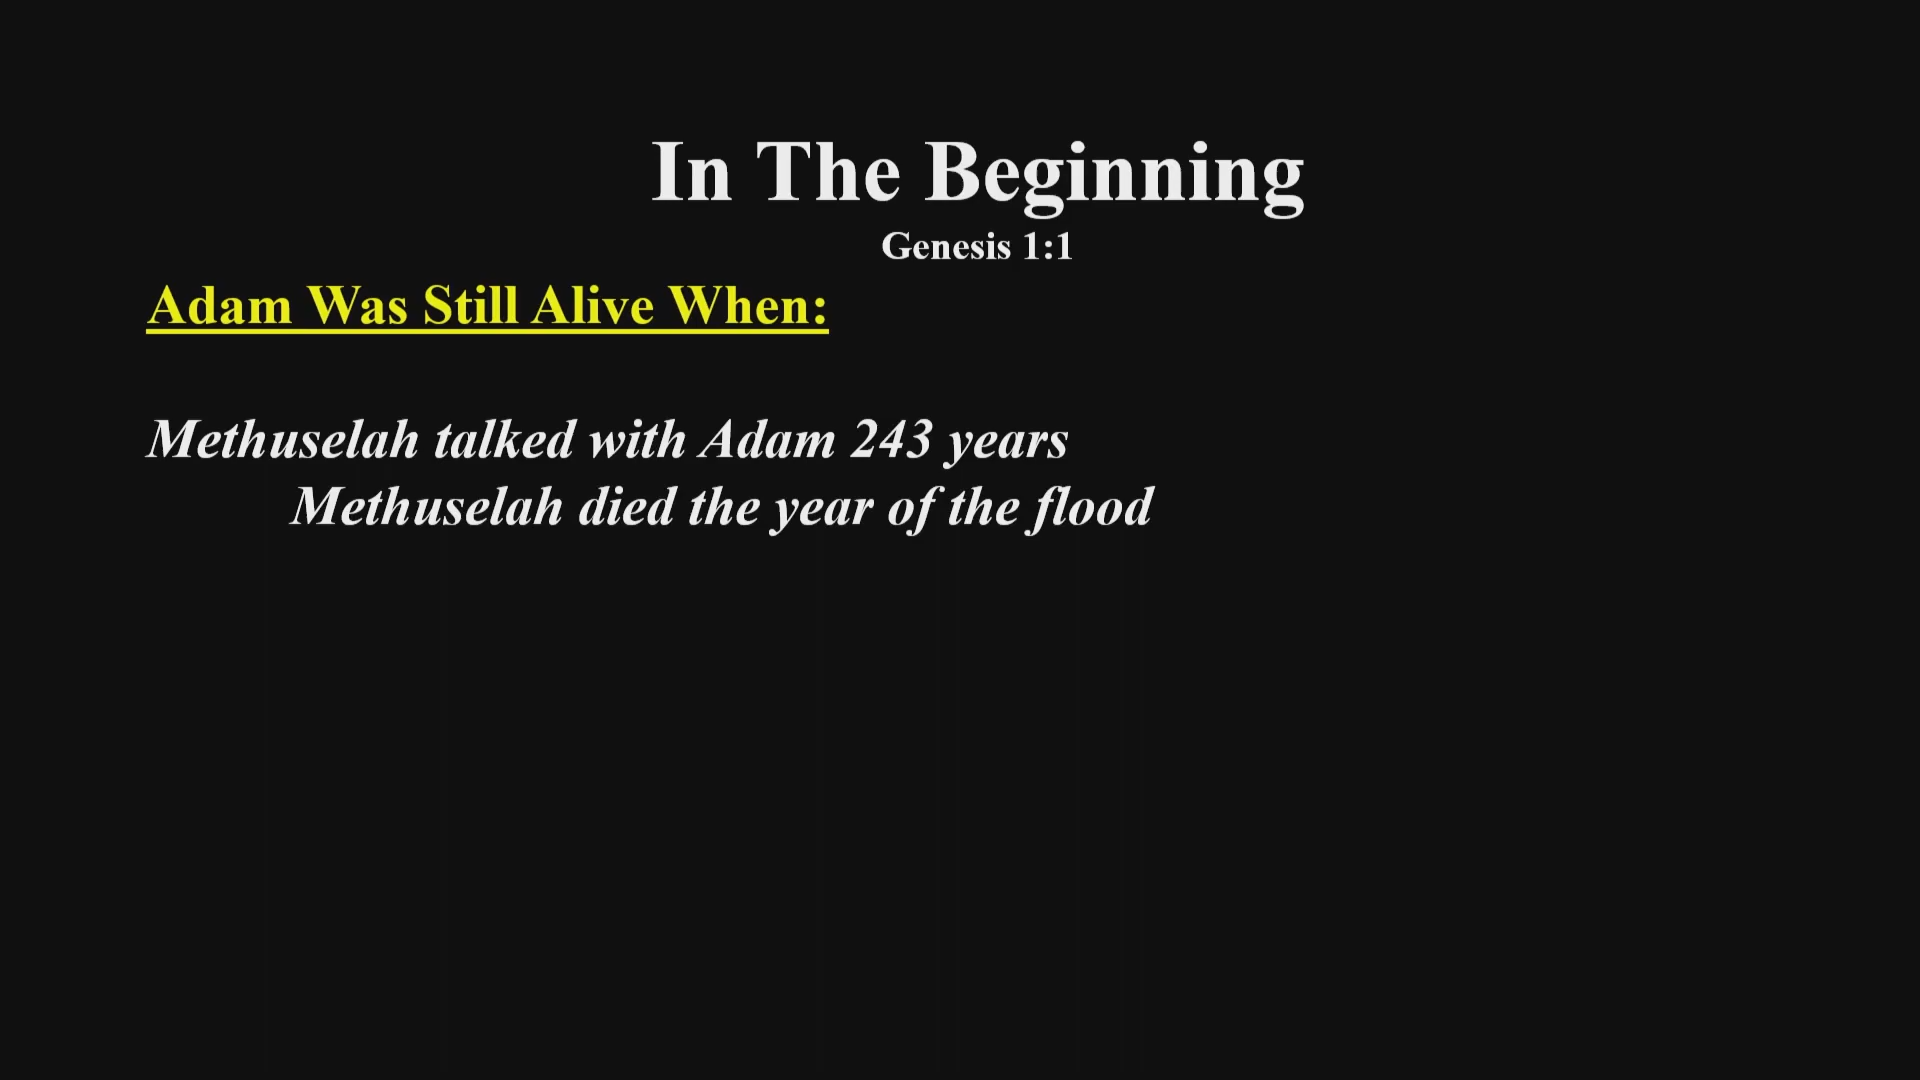 In The Beginning
Genesis 1:1
Adam Was Still Alive When:
Methuselah talked with Adam 243 years
Methuselah died the year of the flood